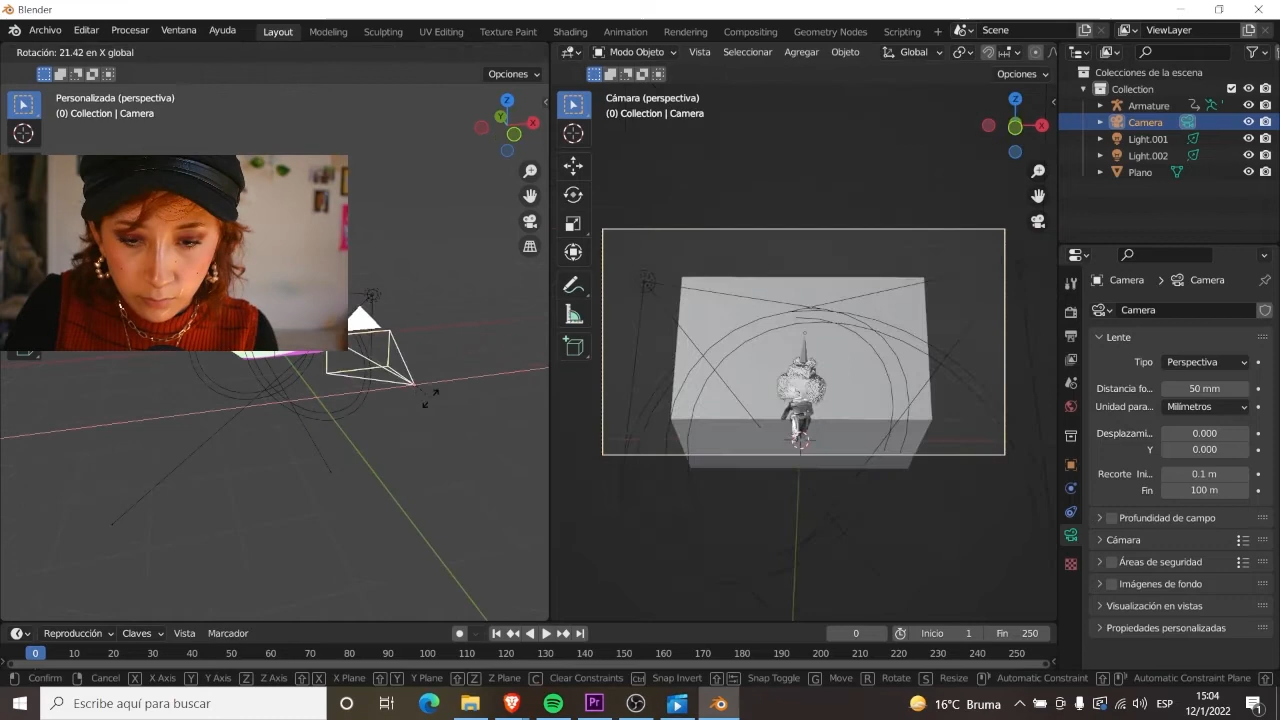 Blender
Archivo Editar Procesar Ventana Ayuda Layout Modeling Sculpting UV Editing Texture Paint Shading Animation Rendering Compositing Geometry Nodes Scripting + Scene ViewLayer
Rotación: 21.42 en X global
Modo Objeto Vista Seleccionar Agregar Objeto Global
Opciones
Opciones
Personalizada (perspectiva)
(0) Collection | Camera
Cámara (perspectiva)
(0) Collection | Camera
Z
Y
X
Z
X
Colecciones de la escena
Collection
Armature
Camera
Light.001
Light.002
Plano
Camera > Camera
Camera
Lente
Tipo Perspectiva
Distancia fo... 50 mm
Unidad para... Milímetros
Desplazami... 0.000
Y 0.000
Recorte Ini... 0.1 m
Fin 100 m
Profundidad de campo
Cámara
Áreas de seguridad
Imágenes de fondo
Visualización en vistas
Propiedades personalizadas
Reproducción Claves Vista Marcador 0 Inicio 1 Fin 250
0 10 20 30 40 50 60 70 80 90 100 110 120 130 140 150 160 170 180 190 200 210 220 230 240 250
Confirm Cancel X X Axis Y Y Axis Z Z Axis X X Plane Y Y Plane Z Z Plane C Clear Constraints Ctrl Snap Invert Snap Toggle G Move R Rotate S Resize Automatic Constraint Automatic Constraint Plane
Escribe aquí para buscar
Pr
16°C Bruma
ESP
15:04
12/1/2022
1